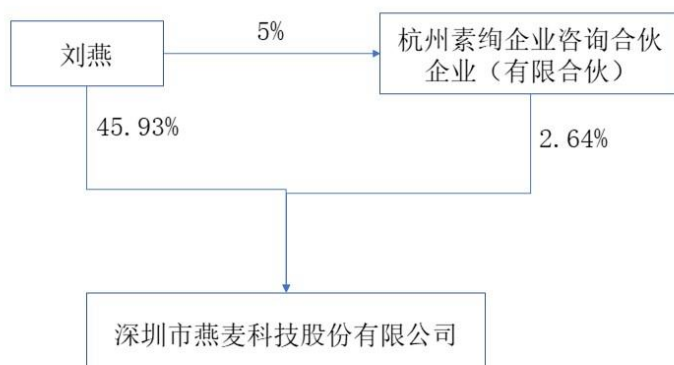 刘燕
5%
杭州素绚企业咨询合伙
企业（有限合伙）
45.93%
2.64%
深圳市燕麦科技股份有限公司